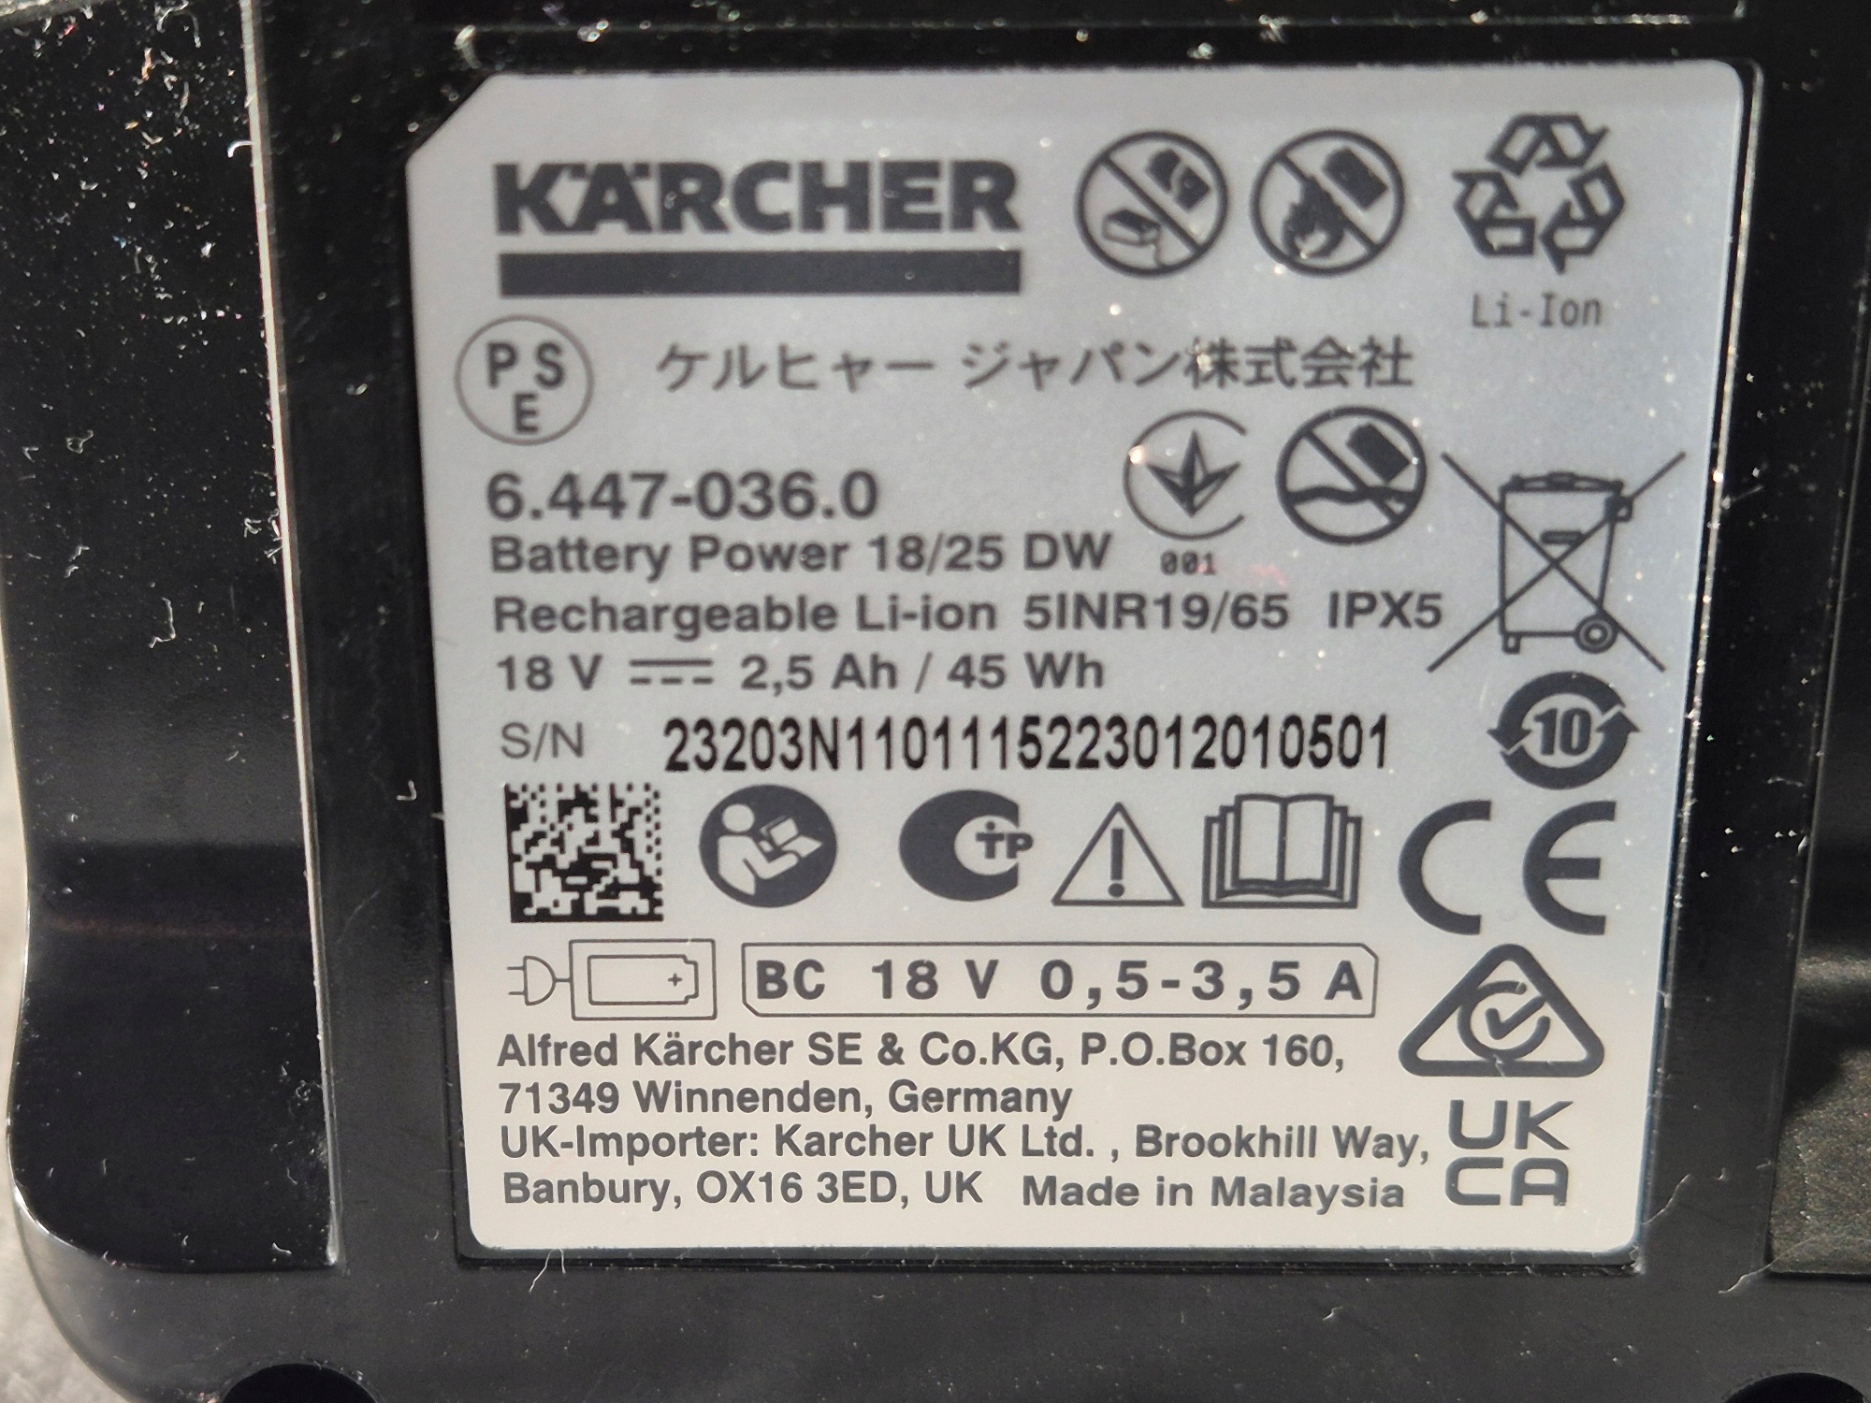 KÄRCHER
Li-Ion
PSE
ケルヒャー ジャパン株式会社
6.447-036.0
Battery Power 18/25 DW
001
Rechargeable Li-ion 5INR19/65 IPX5
18 V 2,5 Ah / 45 Wh
S/N 23203N1101115223012010501
10
CE
BC 18 V 0,5-3,5 A
Alfred Kärcher SE & Co.KG, P.O.Box 160,
71349 Winnenden, Germany
UK-Importer: Karcher UK Ltd. , Brookhill Way,
Banbury, OX16 3ED, UK Made in Malaysia
UK
CA